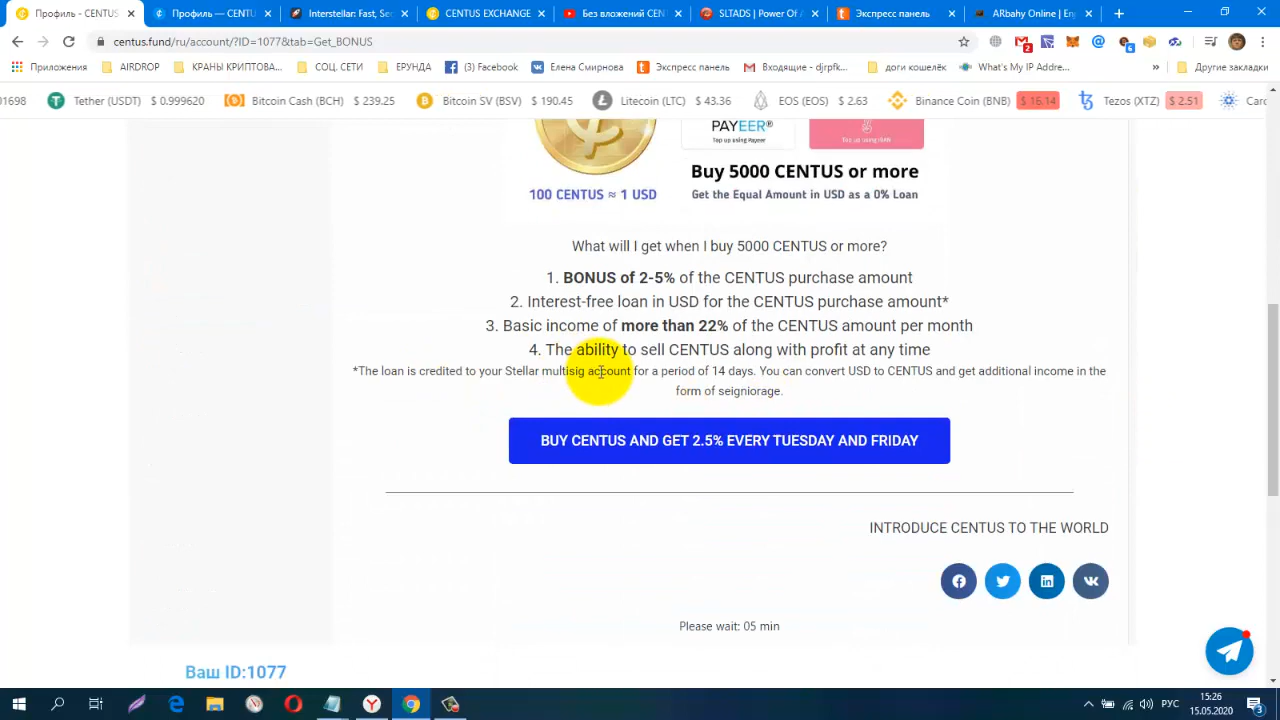 Профиль - CENTUS
Профиль — CENTU
Interstellar: Fast, Se
CENTUS EXCHANGE
Без вложений CEN
SLTADS | Power Of A
Экспресс панель
ARbahy Online | En
centus.fund/ru/account/?ID=1077&tab=Get_BONUS
2
6
Приложения
AIRDROP
КРАНЫ КРИПТОВА...
СОЦ. СЕТИ
ЕРУНДА
(3) Facebook
Елена Смирнова
Экспресс панель
Входящие - djrpfk...
доги кошелёк
What's My IP Addre...
»
Другие закладки
01698
Tether (USDT) $ 0.999620
Bitcoin Cash (BCH) $ 239.25
Bitcoin SV (BSV) $ 190.45
Litecoin (LTC) $ 43.36
EOS (EOS) $ 2.63
Binance Coin (BNB) $ 16.14
Tezos (XTZ) $ 2.51
Card
PAYEER®
Top up using Payeer
100 CENTUS ≈ 1 USD
Buy 5000 CENTUS or more
Get the Equal Amount in USD as a 0% Loan
What will I get when I buy 5000 CENTUS or more?
1. BONUS of 2-5% of the CENTUS purchase amount
2. Interest-free loan in USD for the CENTUS purchase amount*
3. Basic income of more than 22% of the CENTUS amount per month
4. The ability to sell CENTUS along with profit at any time
*The loan is credited to your Stellar multisig account for a period of 14 days. You can convert USD to CENTUS and get additional income in the
form of seigniorage.
BUY CENTUS AND GET 2.5% EVERY TUESDAY AND FRIDAY
INTRODUCE CENTUS TO THE WORLD
Please wait: 05 min
Ваш ID:1077
РУС
15:26
15.05.2020
3